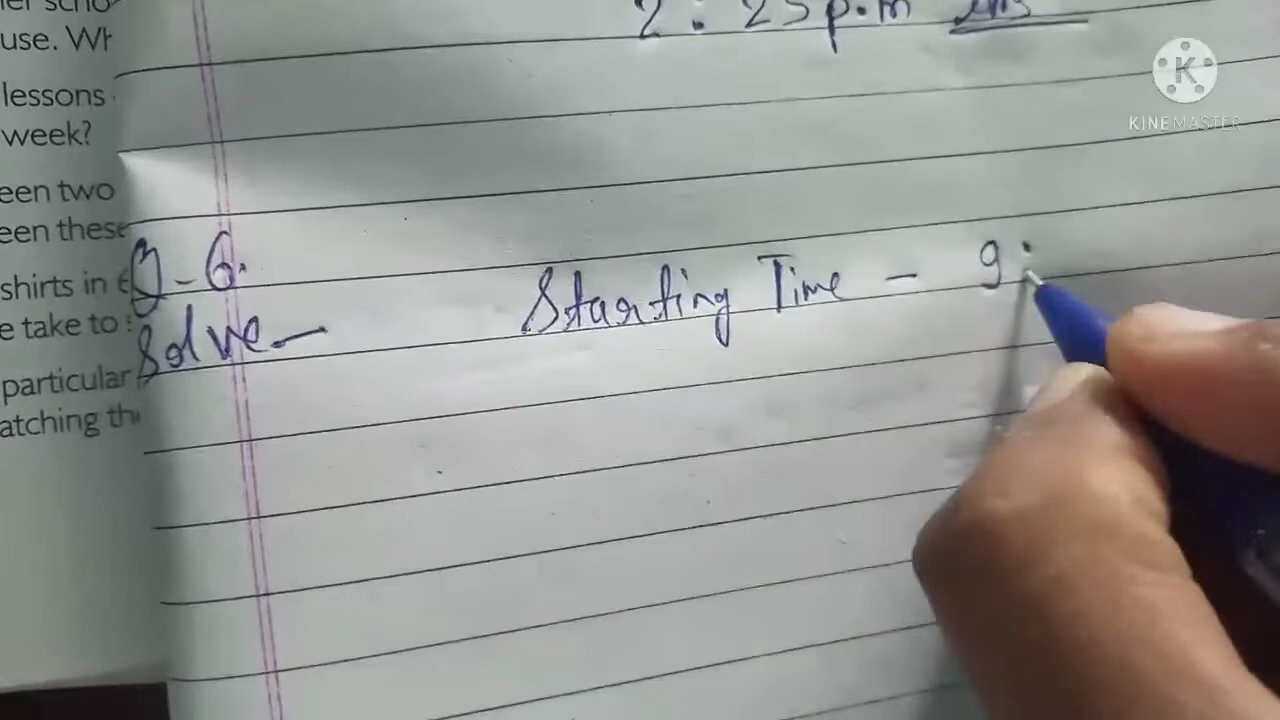 use. Wh
lessons
week?
een two
een these
shirts in
e take to
particular
atching th
2 : 25 p.m Ans
Q-6.
Solve- Starting Time - 9:
KINEMASTER